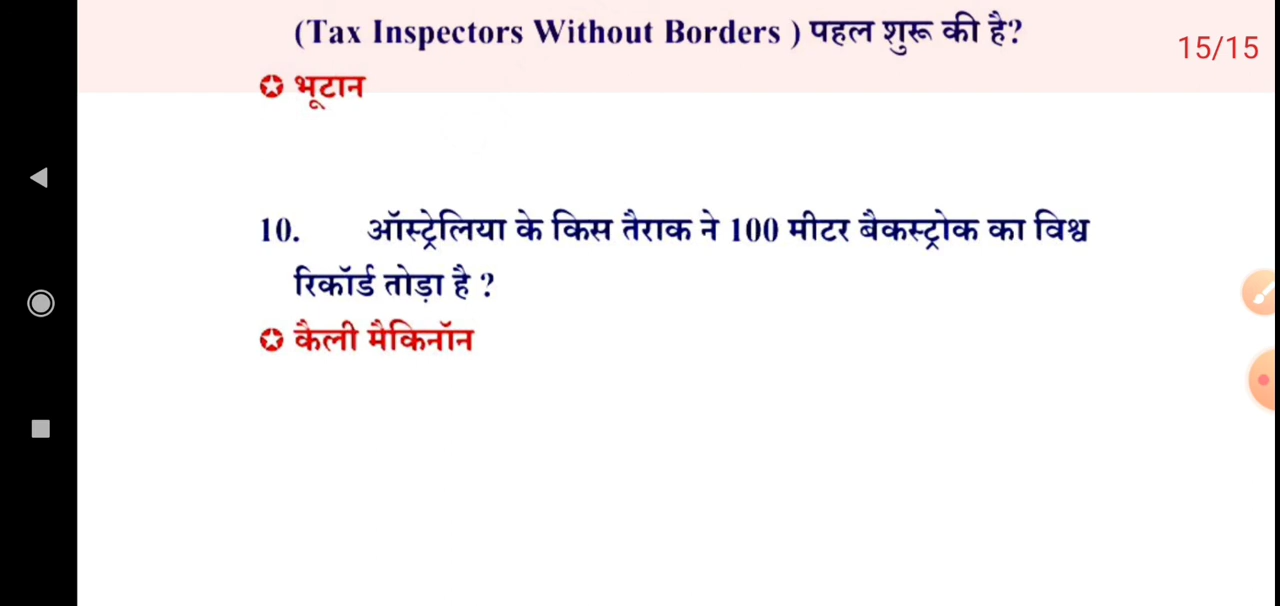 (Tax Inspectors Without Borders ) पहल शुरू की है?
15/15
✪ भूटान
10. ऑस्ट्रेलिया के किस तैराक ने 100 मीटर बैकस्ट्रोक का विश्व
रिकॉर्ड तोड़ा है ?
✪ कैली मैकिनॉन